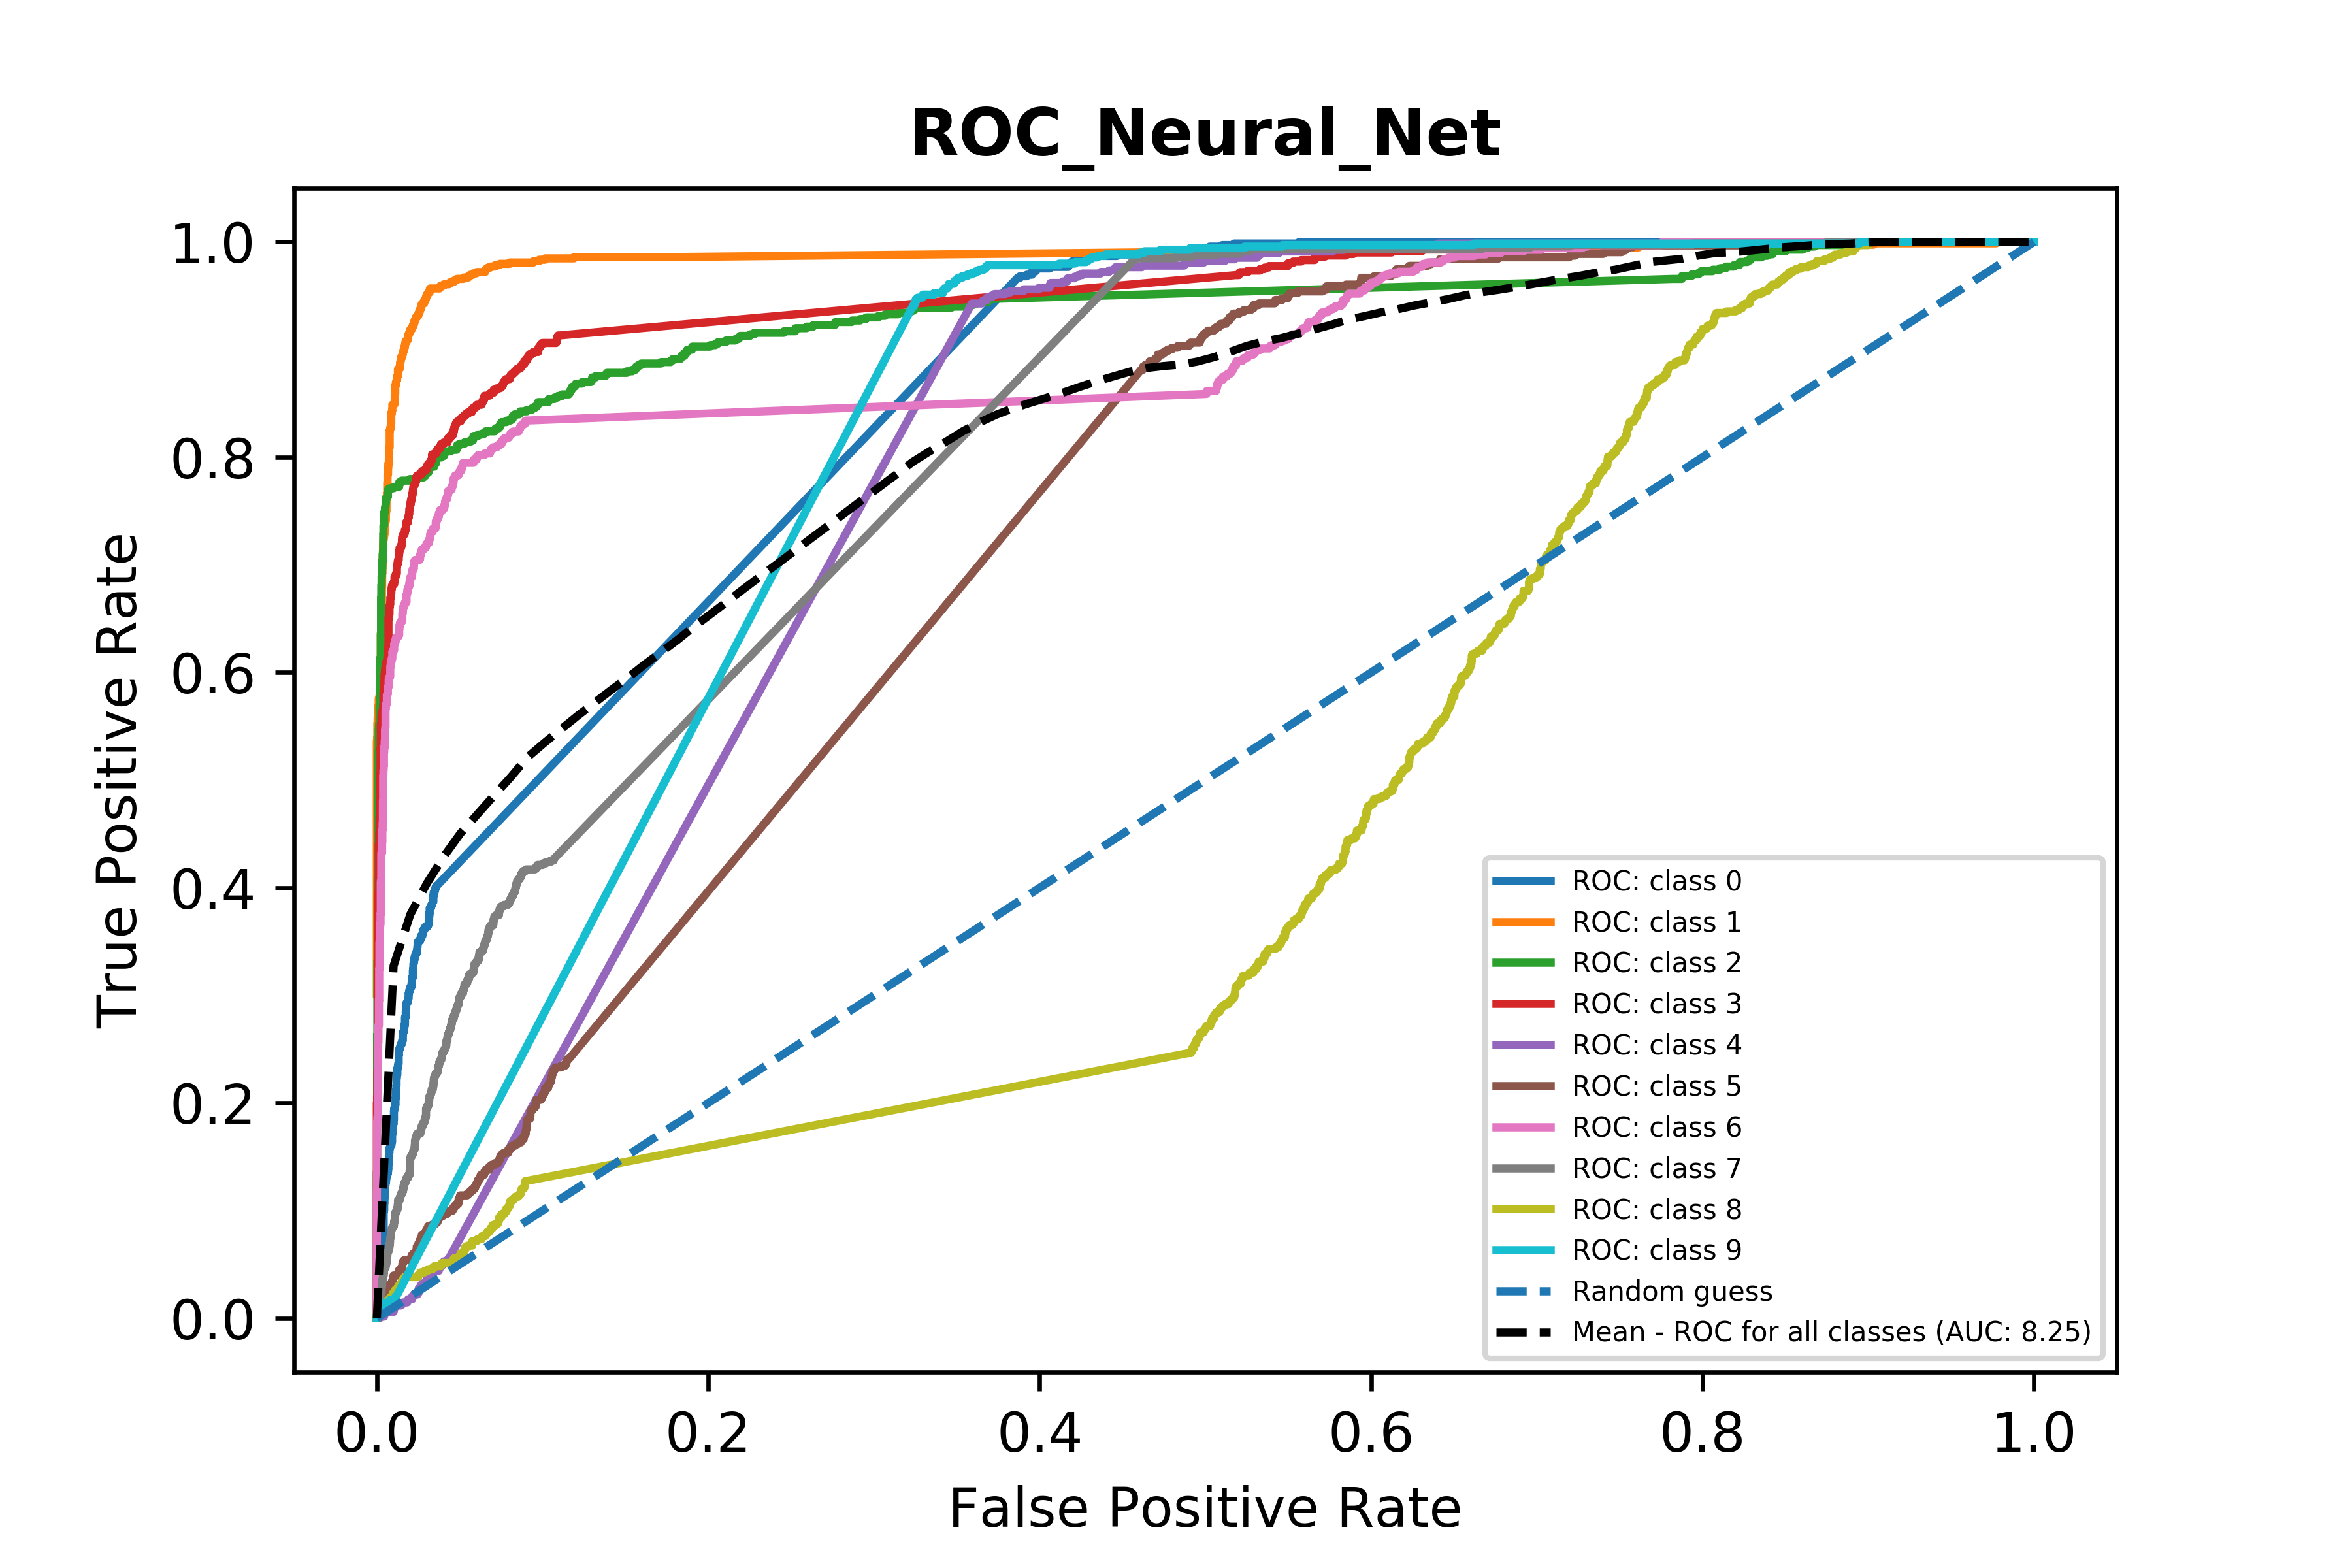 ROC_Neural_Net
True Positive Rate
1.0
0.8
0.6
0.4
0.2
0.0
0.0 0.2 0.4 0.6 0.8 1.0
False Positive Rate
ROC: class 0
ROC: class 1
ROC: class 2
ROC: class 3
ROC: class 4
ROC: class 5
ROC: class 6
ROC: class 7
ROC: class 8
ROC: class 9
Random guess
Mean - ROC for all classes (AUC: 8.25)